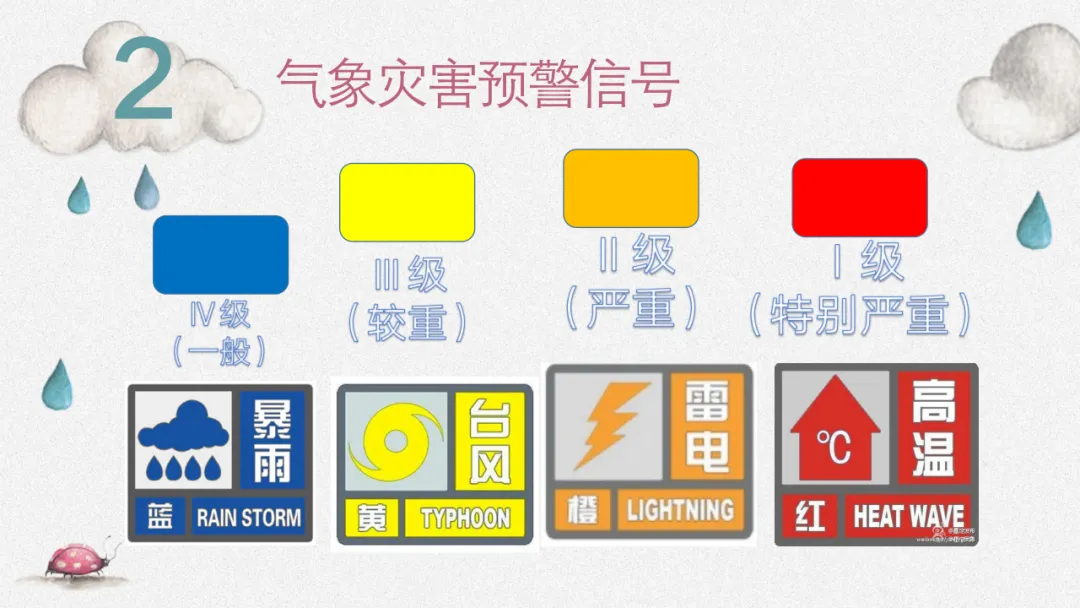 2
气象灾害预警信号
Ⅳ级
（一般）
Ⅲ级
（较重）
Ⅱ级
（严重）
Ⅰ级
（特别严重）
暴雨
蓝 RAIN STORM
台风
黄 TYPHOON
雷电
橙 LIGHTNING
℃
高温
红 HEAT WAVE